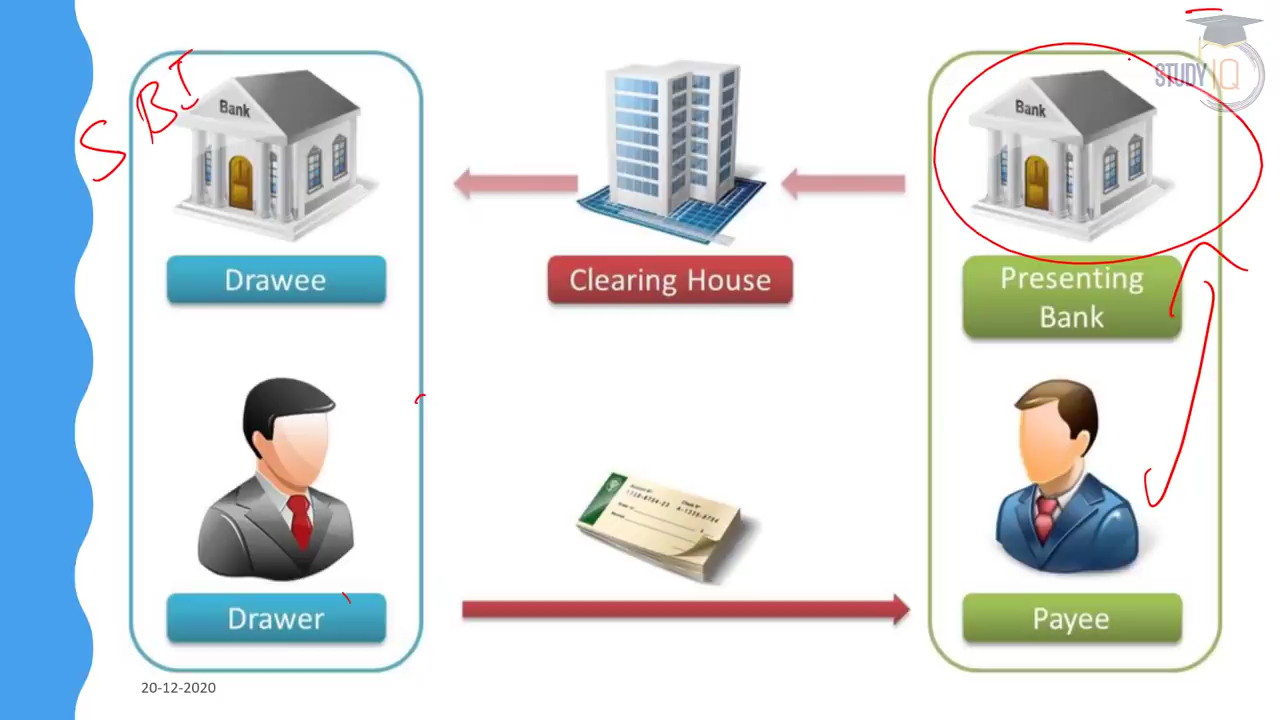 STUDY IQ
SBI
Bank
Bank
Drawee
Clearing House
Presenting
Bank
Drawer
Payee
20-12-2020